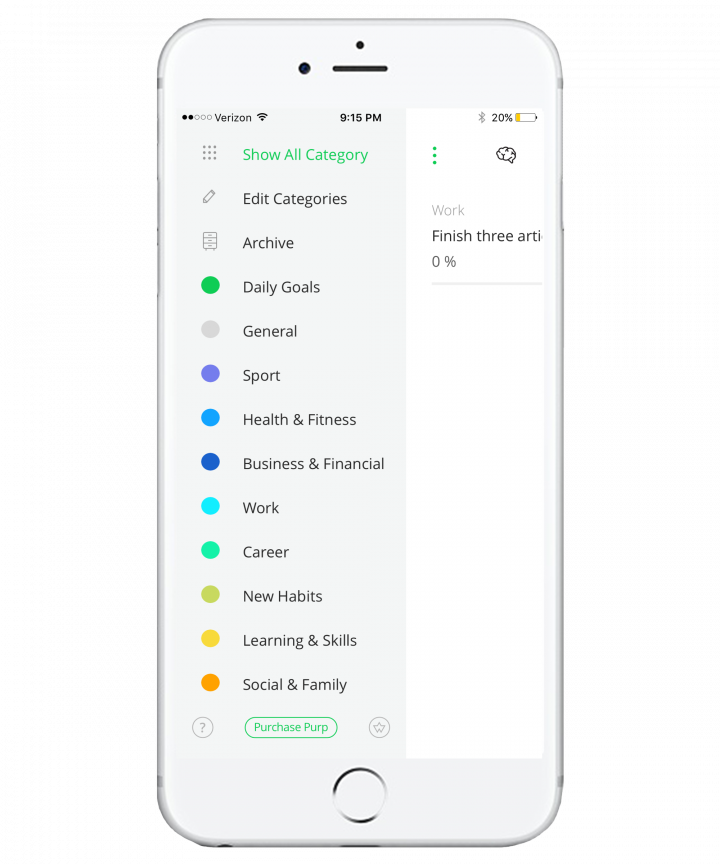 Verizon 9:15 PM 20%
Show All Category
Edit Categories
Archive
Daily Goals
General
Sport
Health & Fitness
Business & Financial
Work
Career
New Habits
Learning & Skills
Social & Family
? Purchase Purp
Work
Finish three arti
0 %